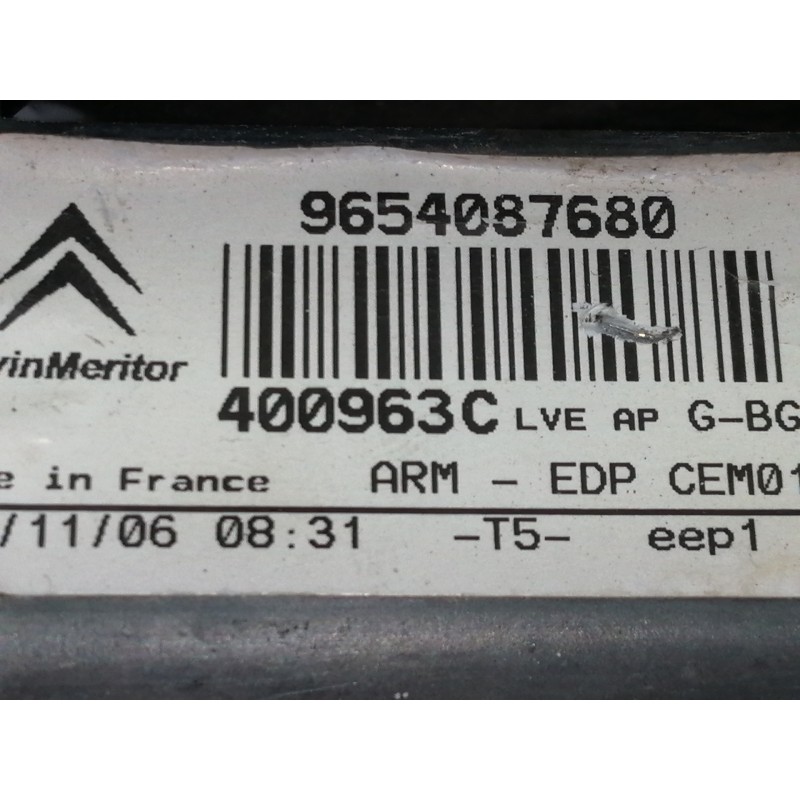 9654087680
vinMeritor
400963C LVE AP G-BG
e in France ARM - EDP CEM01
/11/06 08:31 -T5- eep1